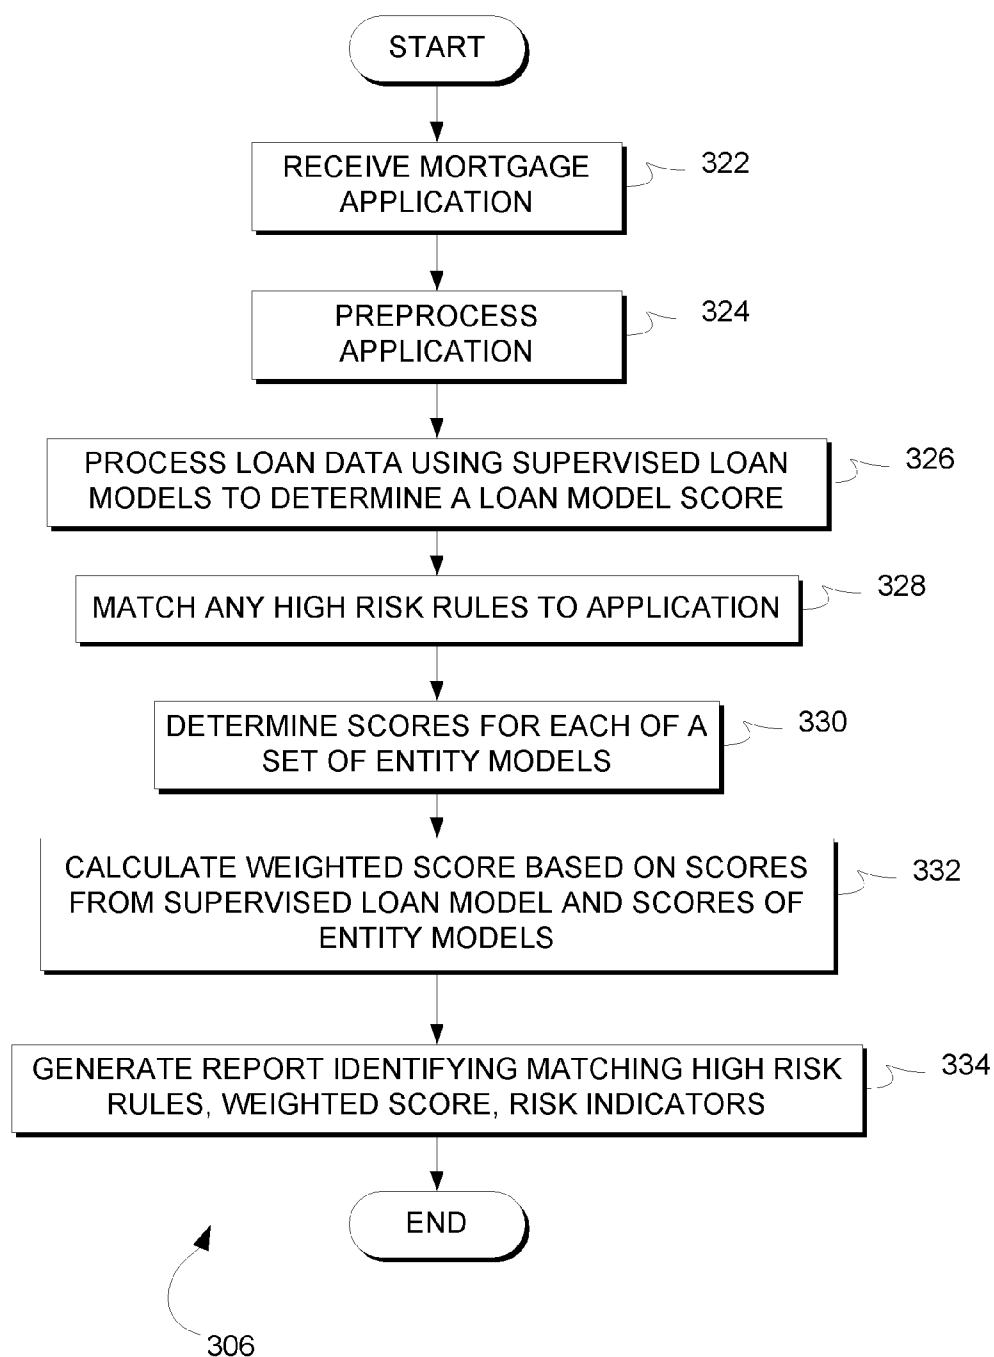 START
RECEIVE MORTGAGE
APPLICATION
322
PREPROCESS
APPLICATION
324
PROCESS LOAN DATA USING SUPERVISED LOAN
MODELS TO DETERMINE A LOAN MODEL SCORE
326
MATCH ANY HIGH RISK RULES TO APPLICATION
328
DETERMINE SCORES FOR EACH OF A
SET OF ENTITY MODELS
330
CALCULATE WEIGHTED SCORE BASED ON SCORES
FROM SUPERVISED LOAN MODEL AND SCORES OF
ENTITY MODELS
332
GENERATE REPORT IDENTIFYING MATCHING HIGH RISK
RULES, WEIGHTED SCORE, RISK INDICATORS
334
END
306